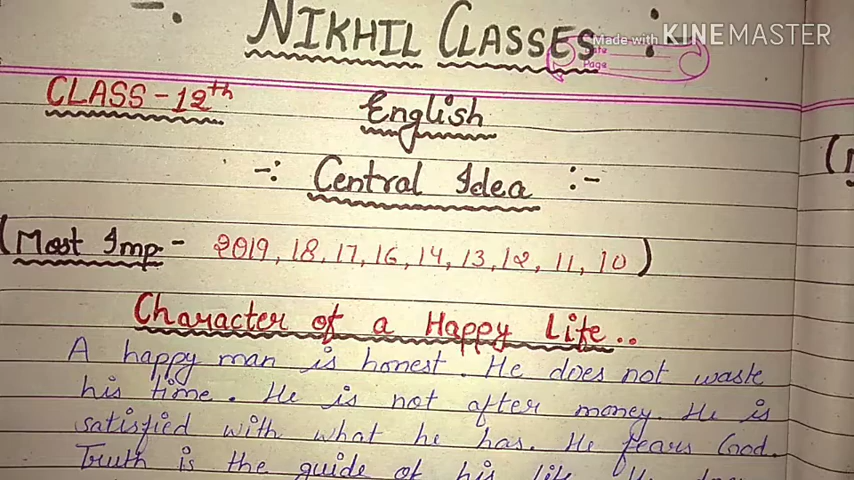 -: NIKHIL CLASSES :-
Made with KINEMASTER
Date
Page
CLASS-12th
English
-: Central Idea :-
(Most Imp- 2019, 18, 17, 16, 14, 13, 12, 11, 10)
Character of a Happy Life..
A happy man is honest. He does not waste
his time. He is not after money. He is
satisfied with what he has. He fears God.
Truth is the guide of his life.